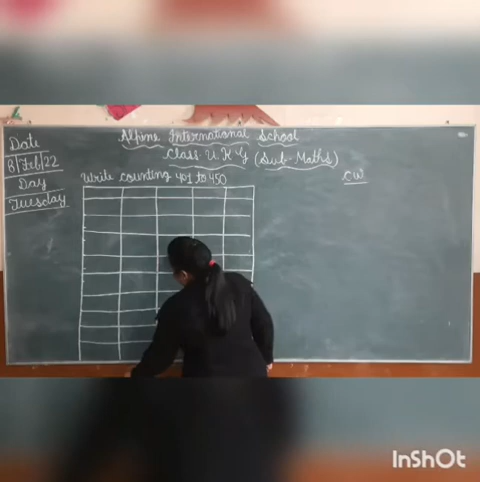 Alpine International School
Class U.K.G (Sub-Maths)
Date
8/Feb/22
Day
Tuesday
C.W
Write counting 401 to 450
InShOt